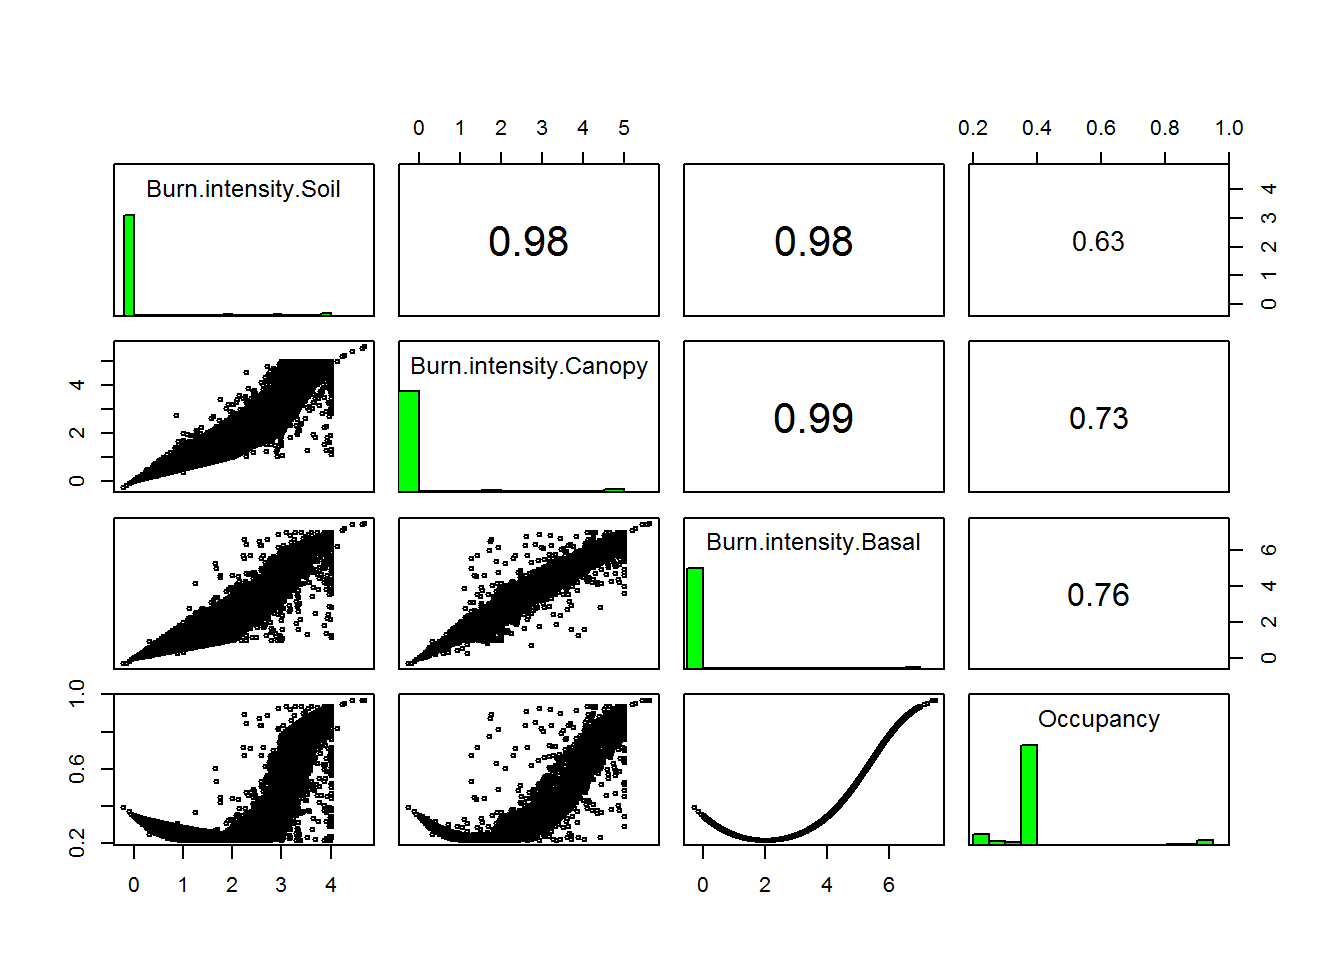 0 1 2 3 4 5
0.2 0.4 0.6 0.8 1.0
Burn.intensity.Soil
0.98
0.98
0.63
0 1 2 3 4
0 2 4
Burn.intensity.Canopy
0.99
0.73
Burn.intensity.Basal
0.76
0 2 4 6
0.2 0.6 1.0
Occupancy
0 1 2 3 4
0 2 4 6